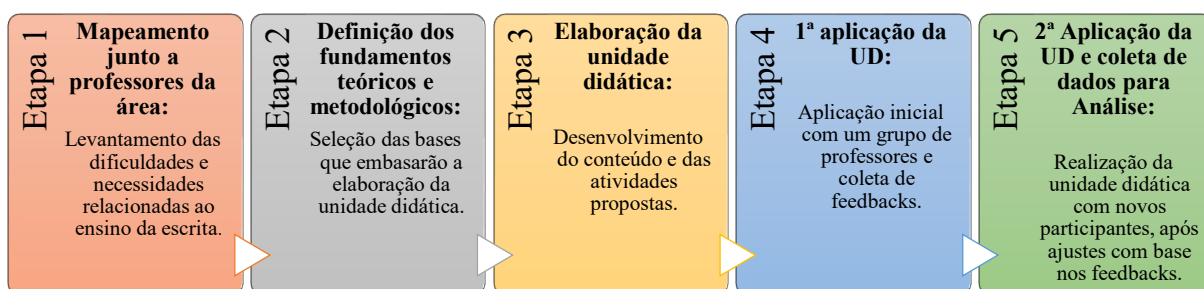 Etapa 1
Mapeamento
junto a
professores da
área:
Levantamento das
dificuldades e
necessidades
relacionadas ao
ensino da escrita.
Etapa 2
Definição dos
fundamentos
teóricos e
metodológicos:
Seleção das bases
que embasarão a
elaboração da
unidade didática.
Etapa 3
Elaboração da
unidade
didática:
Desenvolvimento
do conteúdo e das
atividades
propostas.
Etapa 4
1ª aplicação da
UD:
Aplicação inicial
com um grupo de
professores e
coleta de
feedbacks.
Etapa 5
2ª Aplicação da
UD e coleta de
dados para
Análise:
Realização da
unidade didática
com novos
participantes, após
ajustes com base
nos feedbacks.